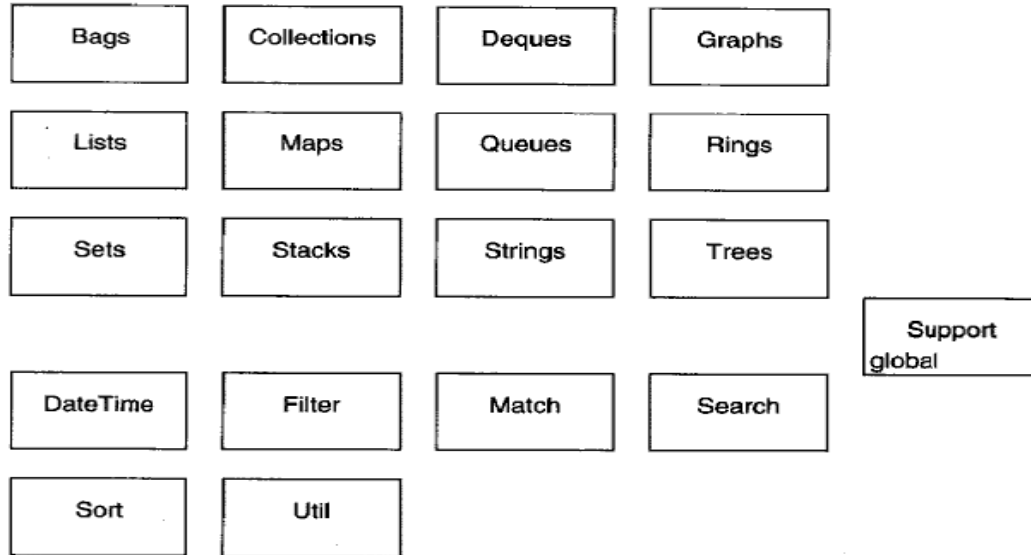 Bags
Collections
Deques
Graphs
Lists
Maps
Queues
Rings
Sets
Stacks
Strings
Trees
Support
global
DateTime
Filter
Match
Search
Sort
Util